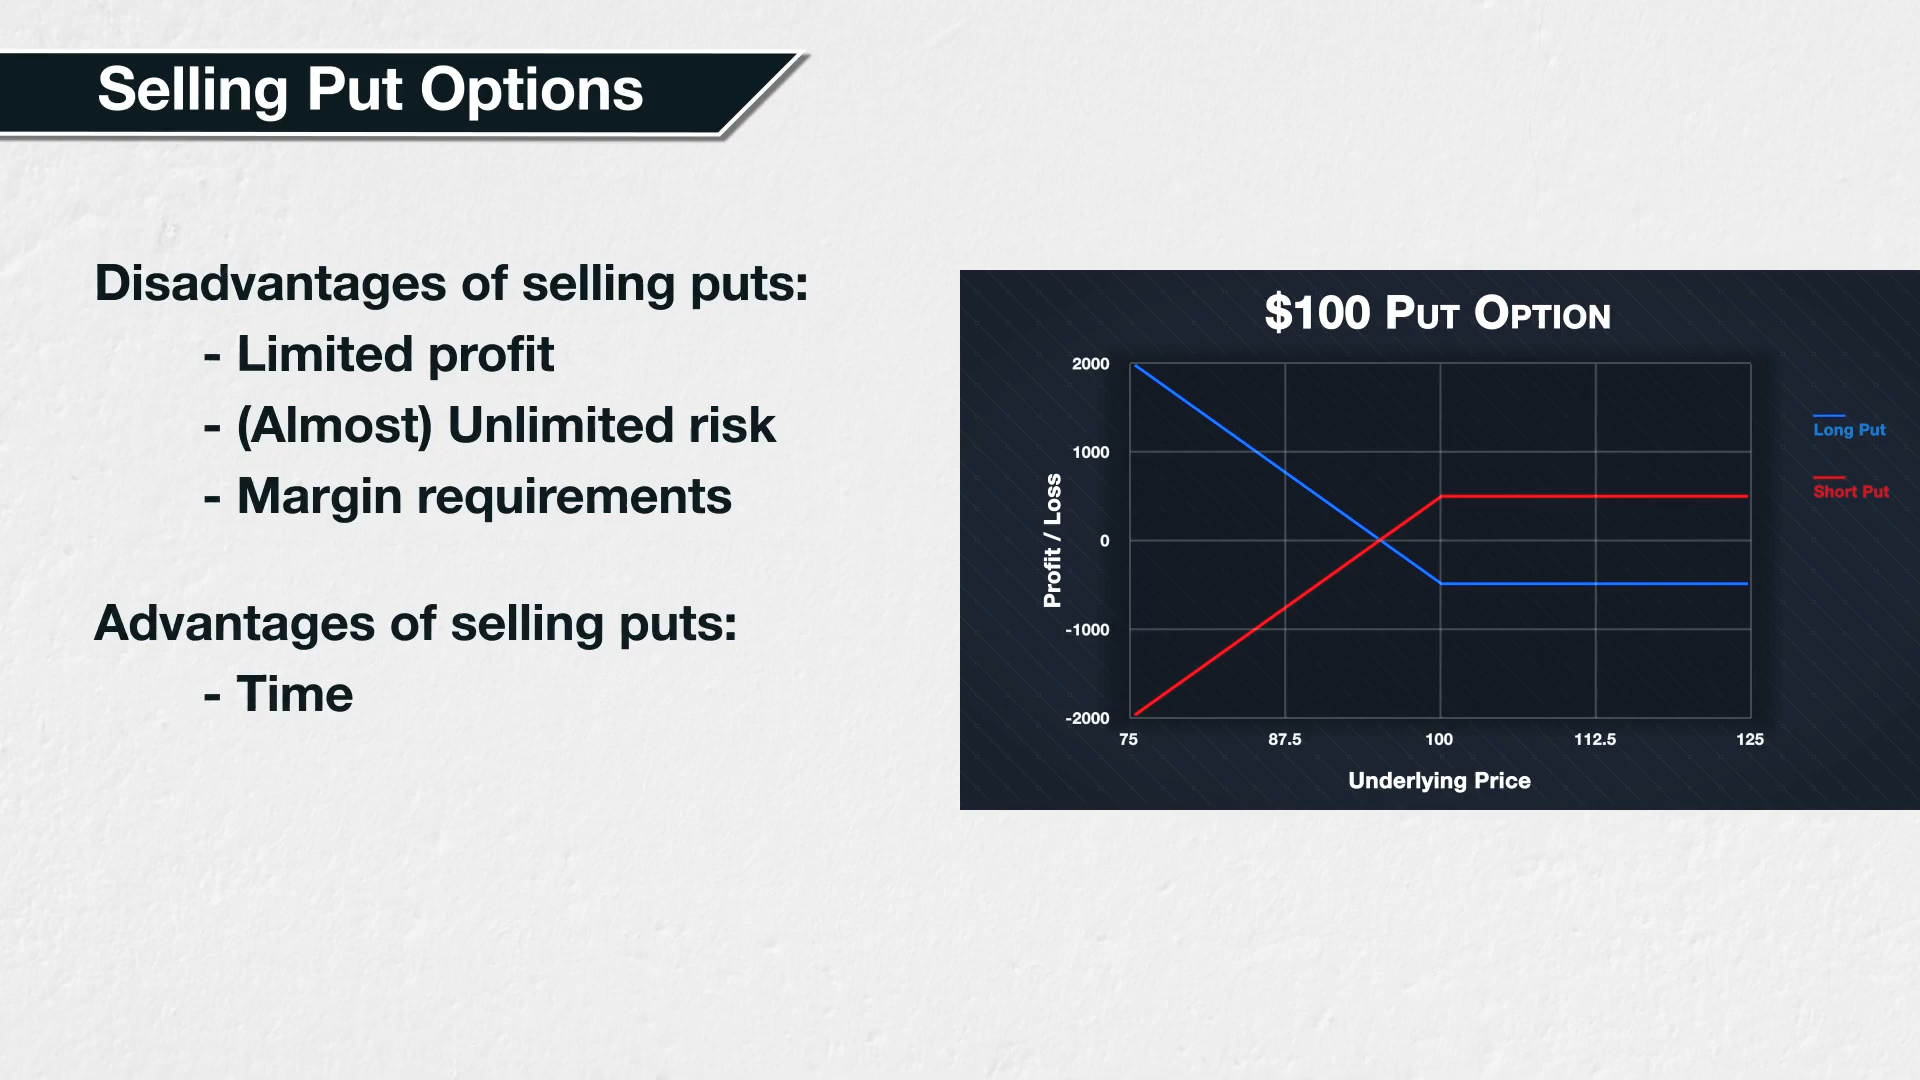 Selling Put Options
Disadvantages of selling puts:
- Limited profit
- (Almost) Unlimited risk
- Margin requirements
Advantages of selling puts:
- Time
$100 Put Option
2000
1000
0
-1000
-2000
Profit / Loss
75 87.5 100 112.5 125
Underlying Price
Long Put
Short Put